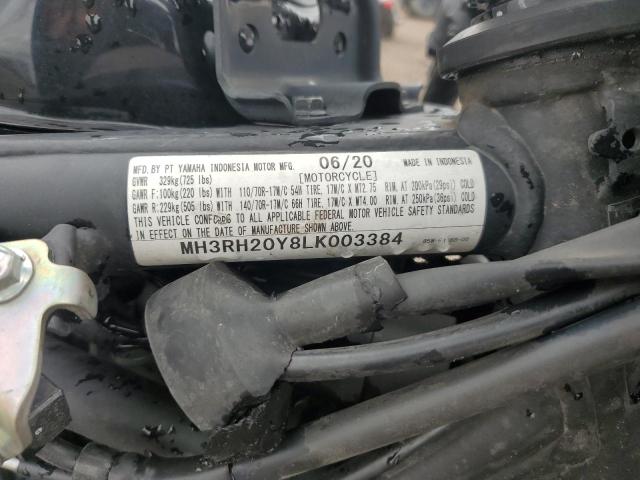 MFD. BY PT YAMAHA INDONESIA MOTOR MFG. 06/20 MADE IN INDONESIA
GVWR 329kg(725 lbs) [MOTORCYCLE]
GAWR F:100kg(220 lbs) WITH 110/70R-17M/C 54H TIRE, 17M/C X MT2.75 RIM, AT 200kPa(29psi) COLD
GAWR R:229kg(505 lbs) WITH 140/70R-17M/C 66H TIRE, 17M/C X MT4.00 RIM, AT 250kPa(36psi) COLD
THIS VEHICLE CONFORMS TO ALL APPLICABLE FEDERAL MOTOR VEHICLE SAFETY STANDARDS
IN EFFECT ON THE DATE OF MANUFACTURE SHOWN ABOVE.
MH3RH20Y8LK003384